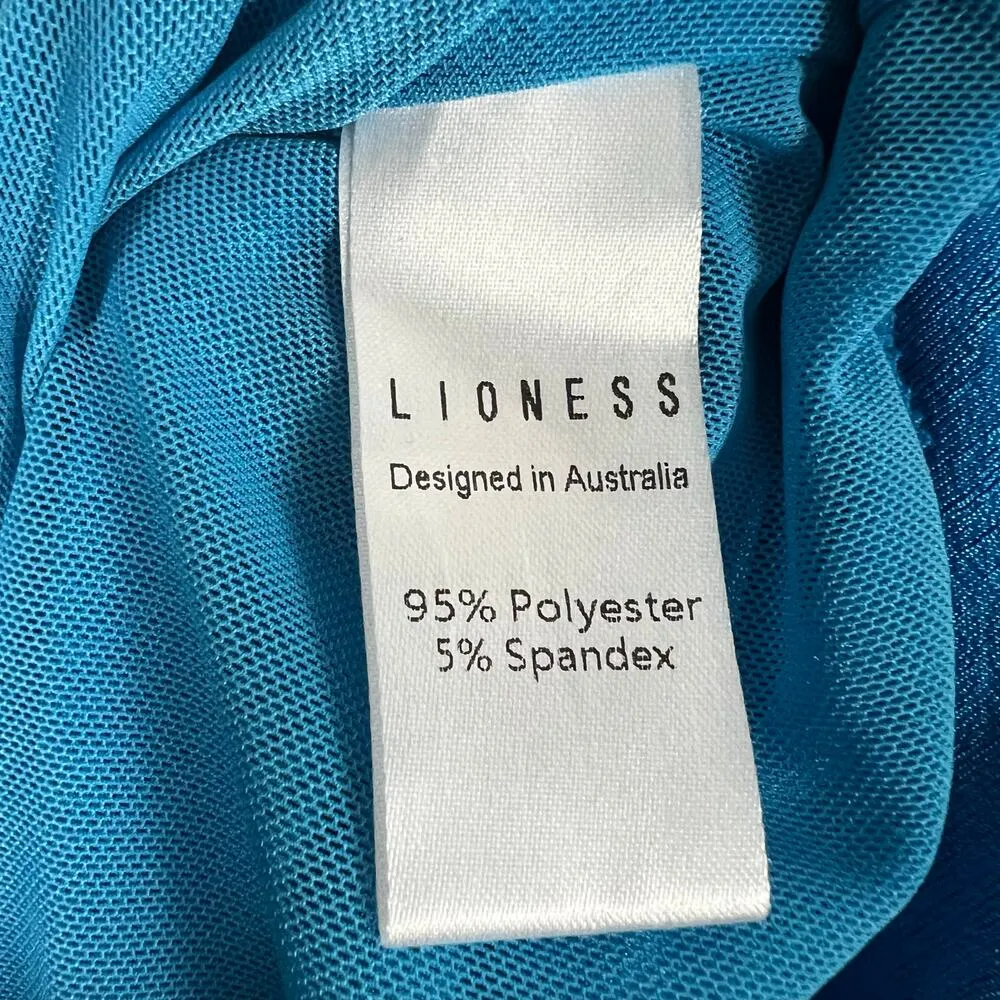 LIONESS
Designed in Australia
95% Polyester
5% Spandex